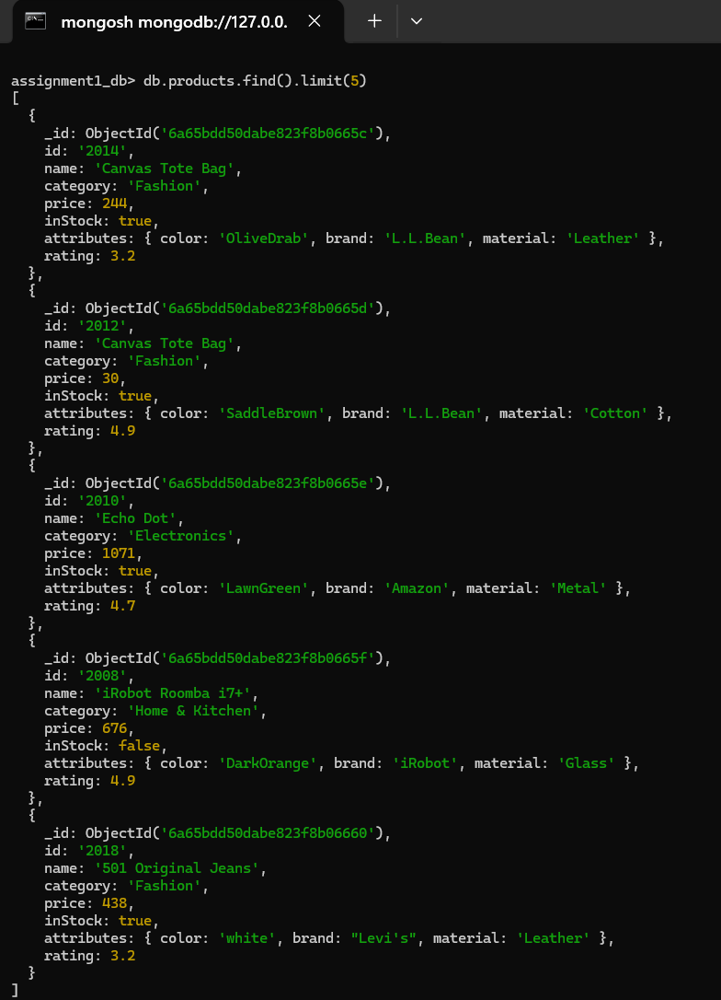 mongosh mongodb://127.0.0.
assignment1_db> db.products.find().limit(5)
[
  {
    _id: ObjectId('6a65bdd50dabe823f8b0665c'),
    id: '2014',
    name: 'Canvas Tote Bag',
    category: 'Fashion',
    price: 244,
    inStock: true,
    attributes: { color: 'OliveDrab', brand: 'L.L.Bean', material: 'Leather' },
    rating: 3.2
  },
  {
    _id: ObjectId('6a65bdd50dabe823f8b0665d'),
    id: '2012',
    name: 'Canvas Tote Bag',
    category: 'Fashion',
    price: 30,
    inStock: true,
    attributes: { color: 'SaddleBrown', brand: 'L.L.Bean', material: 'Cotton' },
    rating: 4.9
  },
  {
    _id: ObjectId('6a65bdd50dabe823f8b0665e'),
    id: '2010',
    name: 'Echo Dot',
    category: 'Electronics',
    price: 1071,
    inStock: true,
    attributes: { color: 'LawnGreen', brand: 'Amazon', material: 'Metal' },
    rating: 4.7
  },
  {
    _id: ObjectId('6a65bdd50dabe823f8b0665f'),
    id: '2008',
    name: 'iRobot Roomba i7+',
    category: 'Home & Kitchen',
    price: 676,
    inStock: false,
    attributes: { color: 'DarkOrange', brand: 'iRobot', material: 'Glass' },
    rating: 4.9
  },
  {
    _id: ObjectId('6a65bdd50dabe823f8b06660'),
    id: '2018',
    name: '501 Original Jeans',
    category: 'Fashion',
    price: 438,
    inStock: true,
    attributes: { color: 'white', brand: "Levi's", material: 'Leather' },
    rating: 3.2
  }
]